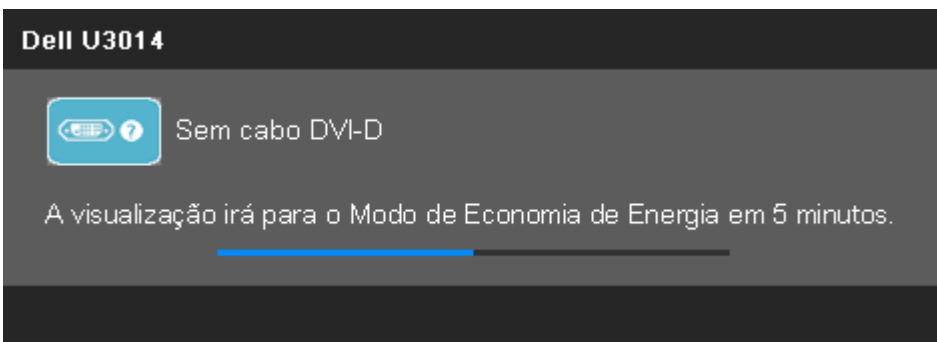 Dell U3014
Sem cabo DVI-D
A visualização irá para o Modo de Economia de Energia em 5 minutos.